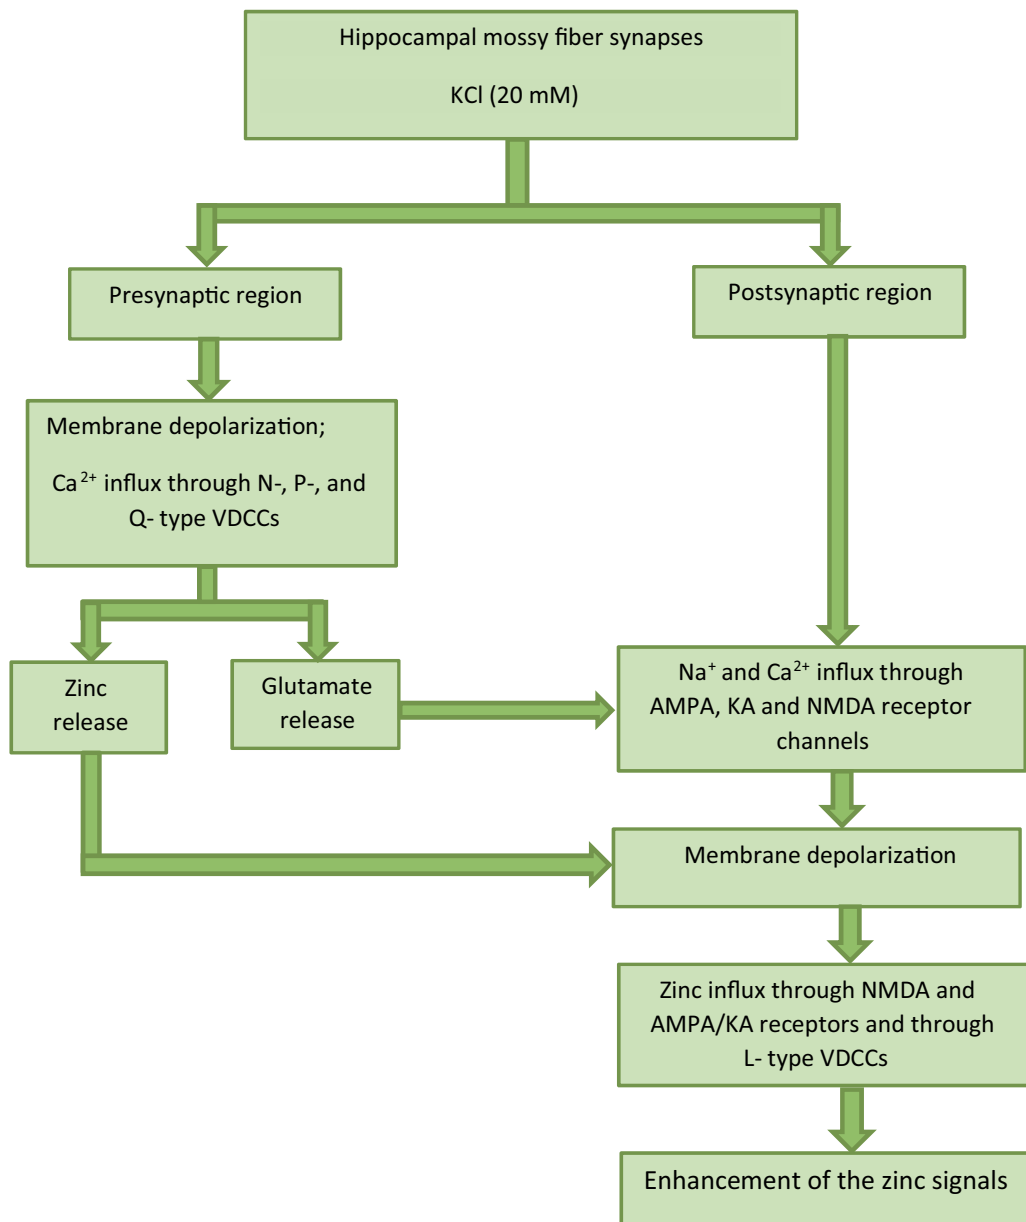 Hippocampal mossy fiber synapses
KCl (20 mM)
Presynaptic region
Postsynaptic region
Membrane depolarization;
Ca²⁺ influx through N-, P-, and
Q- type VDCCs
Zinc
release
Glutamate
release
Na⁺ and Ca²⁺ influx through
AMPA, KA and NMDA receptor
channels
Membrane depolarization
Zinc influx through NMDA and
AMPA/KA receptors and through
L- type VDCCs
Enhancement of the zinc signals